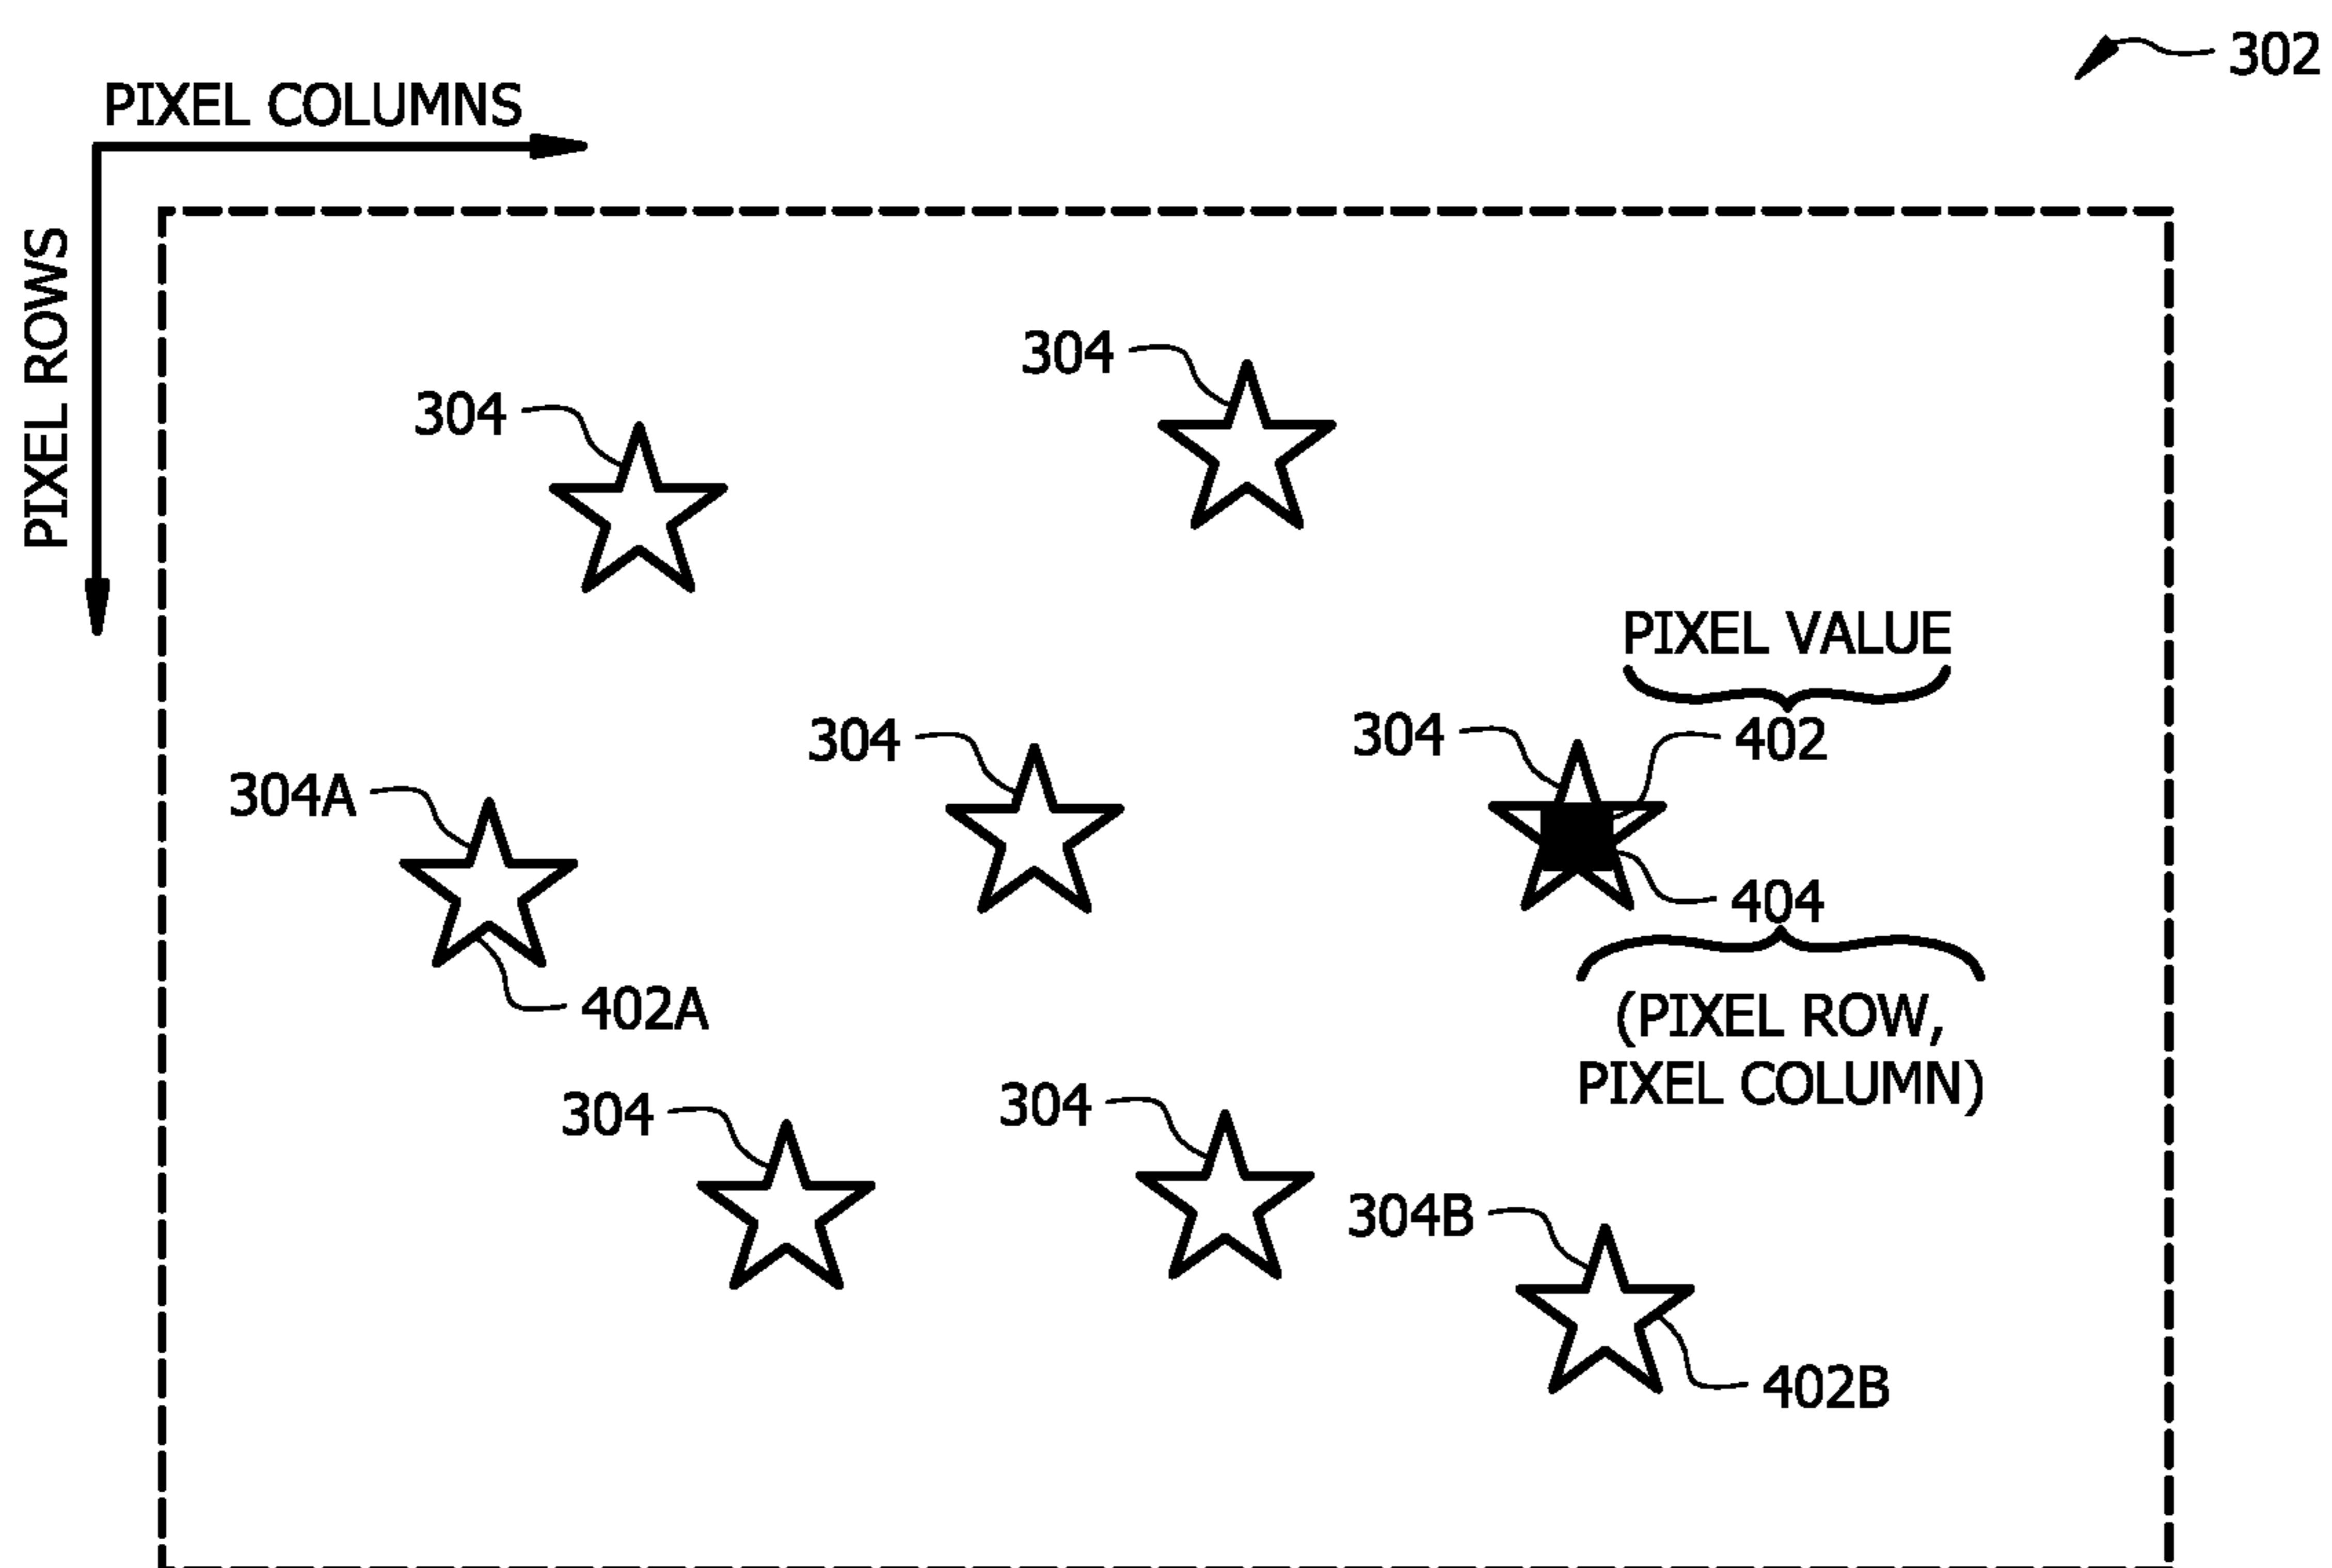 302
PIXEL COLUMNS
PIXEL ROWS
304
304
PIXEL VALUE
304
304
402
304A
404
402A
(PIXEL ROW,
PIXEL COLUMN)
304
304
304B
402B